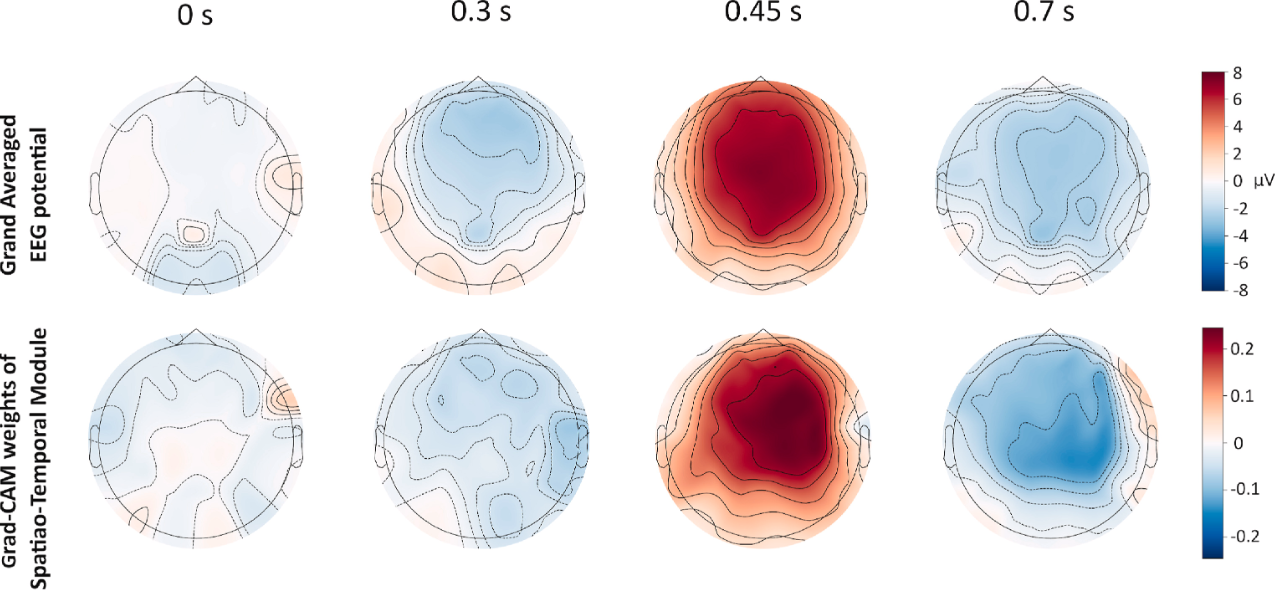 0 s 0.3 s 0.45 s 0.7 s
Grand Averaged
EEG potential
8
6
4
2
0 μV
-2
-4
-6
-8
Grad-CAM weights of
Spatiao-Temporal Module
0.2
0.1
0
-0.1
-0.2